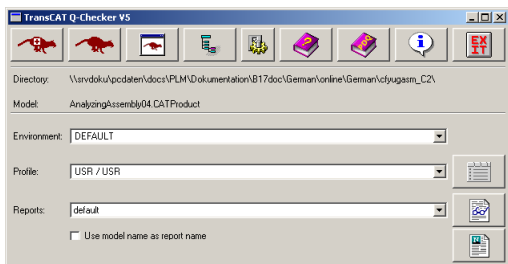 TransCAT Q-Checker V5
EXIT
Directory: \\srvdoku\pcdaten\docs\PLM\Dokumentation\B17doc\German\online\German\cfyugasm_C2\
Model: AnalyzingAssembly04.CATProduct
Environment: DEFAULT
Profile: USR / USR
Reports: default
Use model name as report name